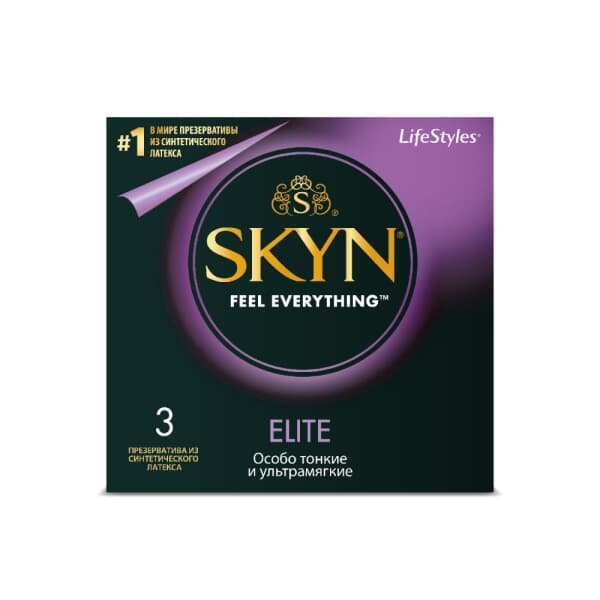 #1 В МИРЕ ПРЕЗЕРВАТИВЫ
ИЗ СИНТЕТИЧЕСКОГО
ЛАТЕКСА
LifeStyles®
S ®
SKYN®
FEEL EVERYTHING™
3
ПРЕЗЕРВАТИВА ИЗ
СИНТЕТИЧЕСКОГО
ЛАТЕКСА
ELITE
Особо тонкие
и ультрамягкие